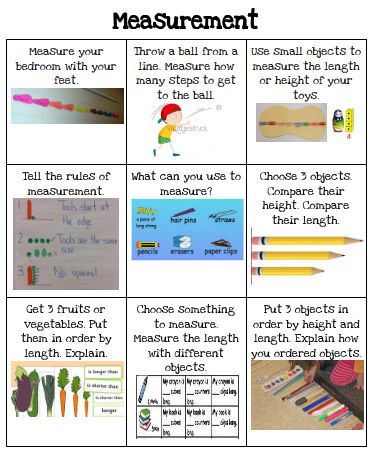 Measurement
Measure your
bedroom with your
feet.
Throw a ball from a
line. Measure how
many steps to get
to the ball.
shutterstock
Use small objects to
measure the length
or height of your
toys.
4
Tell the rules of
measurement.
1. Tools start at
the edge
2. Tools are the same
size
3. No spaces!
What can you use to
measure?
a piece of
long string
hair pins
straws
pencils
erasers
paper clips
Choose 3 objects.
Compare their
height. Compare
their length.
Get 3 fruits or
vegetables. Put
them in order by
length. Explain.
is longer than
is shorter than
is shorter than
longer
Choose something
to measure.
Measure the length
with different
objects.
My crayon is
___ cubes
long.
My crayon is
___ counters
long.
My crayon is
___ clips long.
My book is
___ cubes
long.
My book is
___ counters
long.
My book is
___ clips long.
Put 3 objects in
order by height and
length. Explain how
you ordered objects.